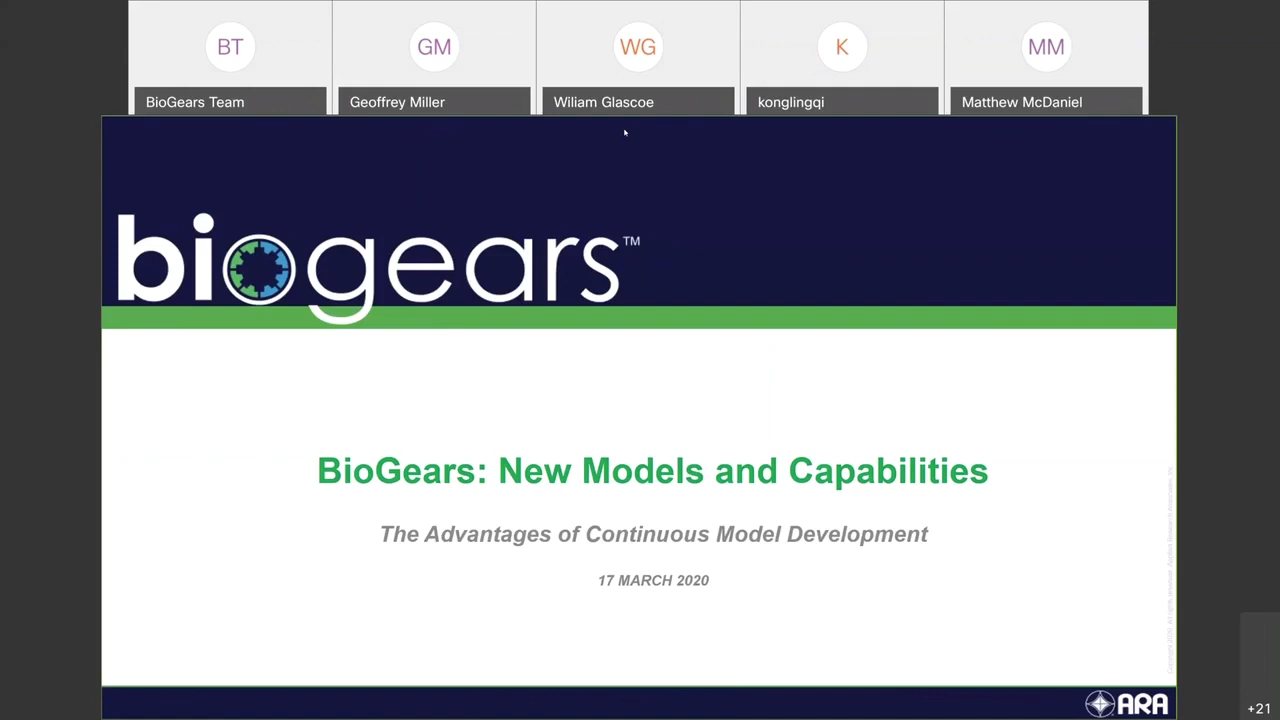 BT
GM
WG
K
MM
BioGears Team
Geoffrey Miller
Wiliam Glascoe
konglingqi
Matthew McDaniel
biogears™
BioGears: New Models and Capabilities
The Advantages of Continuous Model Development
17 MARCH 2020
ARA
+21